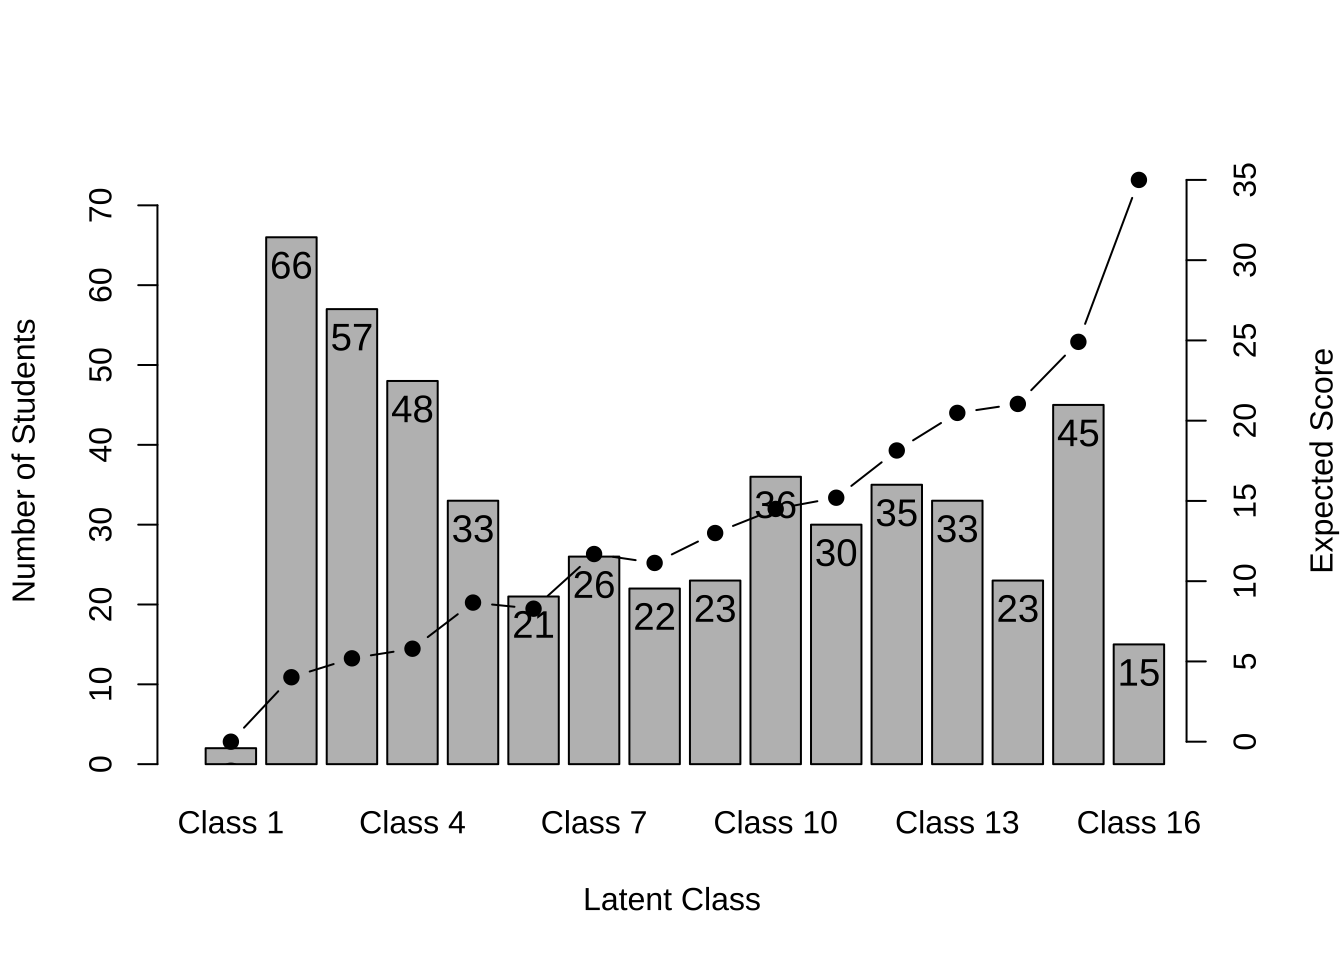 Number of Students
0 10 20 30 40 50 60 70
66
57
48
33
21
26
22
23
36
30
35
33
23
45
15
0 5 10 15 20 25 30 35
Expected Score
Class 1 Class 4 Class 7 Class 10 Class 13 Class 16
Latent Class